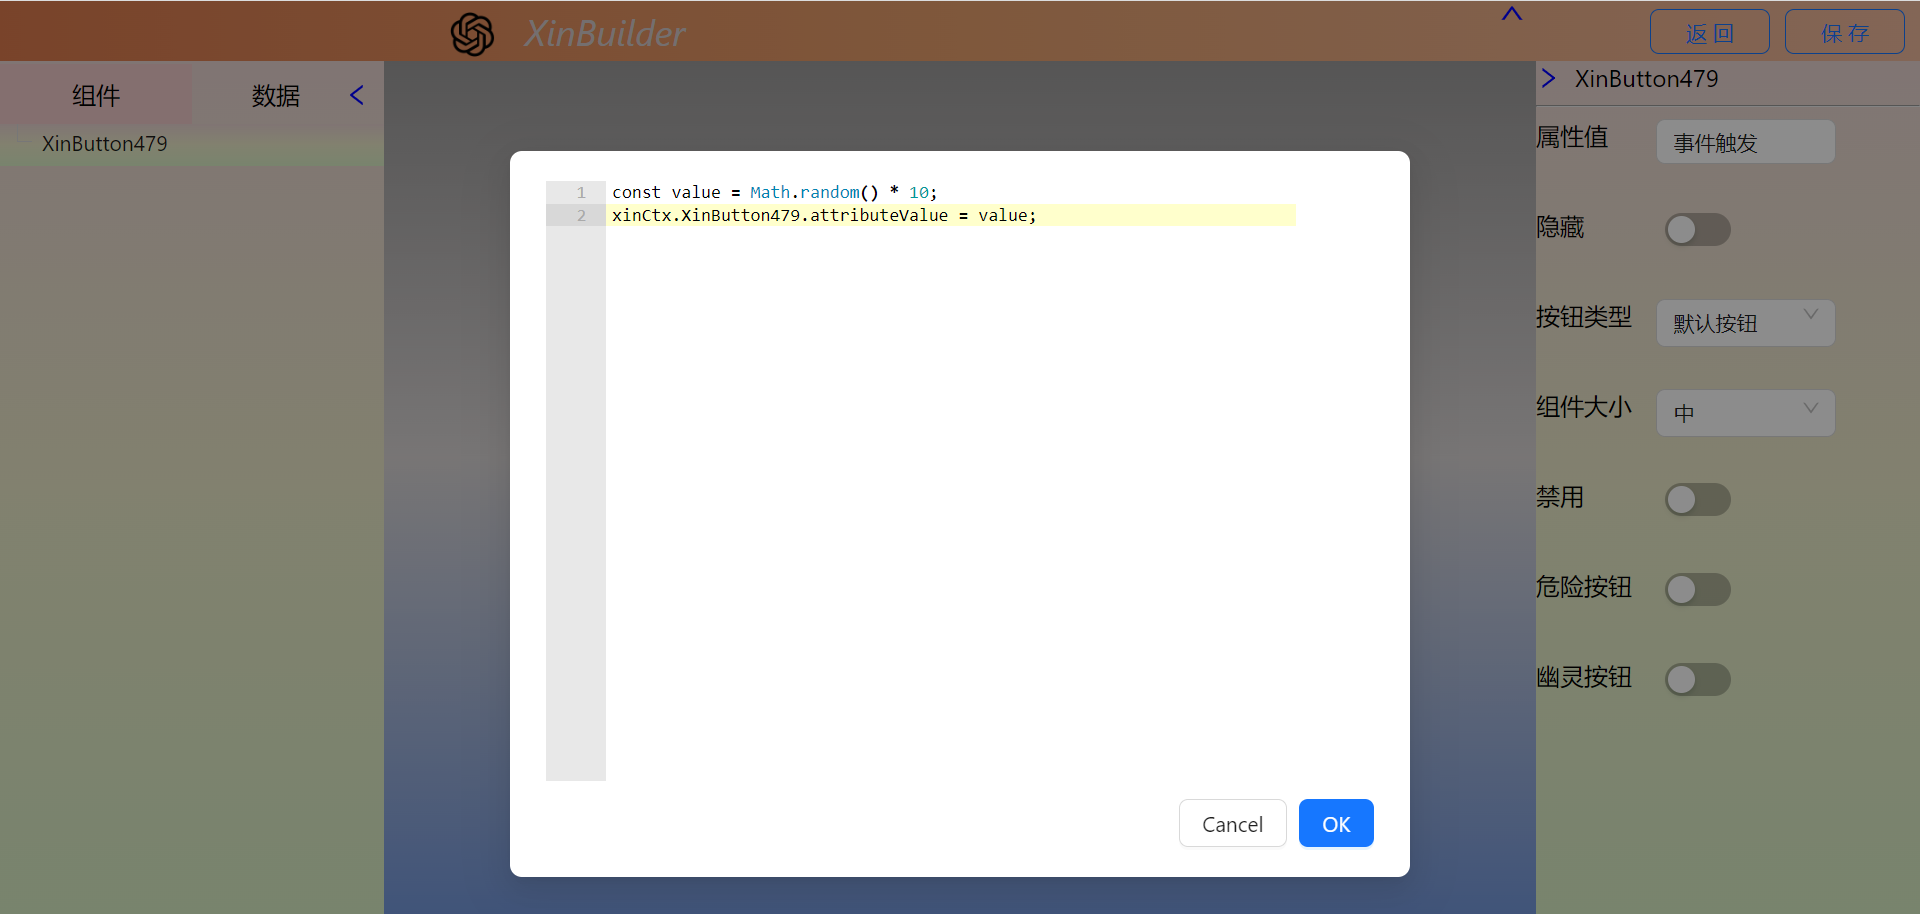 XinBuilder
返 回
保 存
组件
数据
XinButton479
1 const value = Math.random() * 10;
2 xinCtx.XinButton479.attributeValue = value;
Cancel
OK
XinButton479
属性值
事件触发
隐藏
按钮类型
默认按钮
组件大小
中
禁用
危险按钮
幽灵按钮